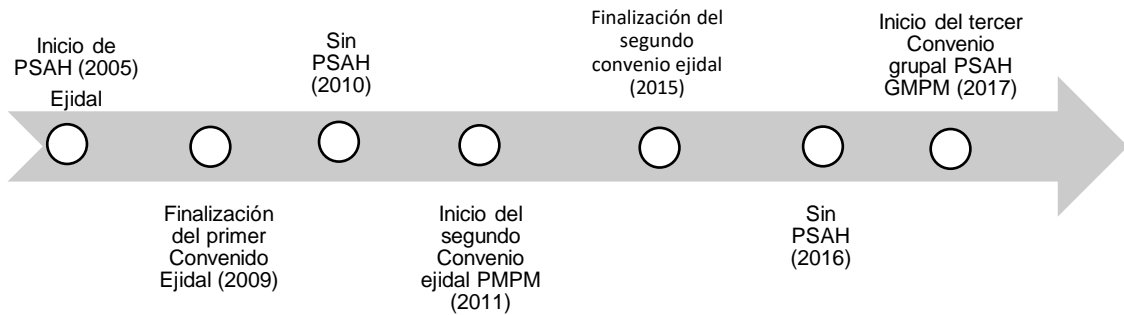 Inicio de
PSAH (2005)
Ejidal
Finalización
del primer
Convenido
Ejidal (2009)
Sin
PSAH
(2010)
Inicio del
segundo
Convenio
ejidal PMPM
(2011)
Finalización del
segundo
convenio ejidal
(2015)
Sin
PSAH
(2016)
Inicio del tercer
Convenio
grupal PSAH
GMPM (2017)